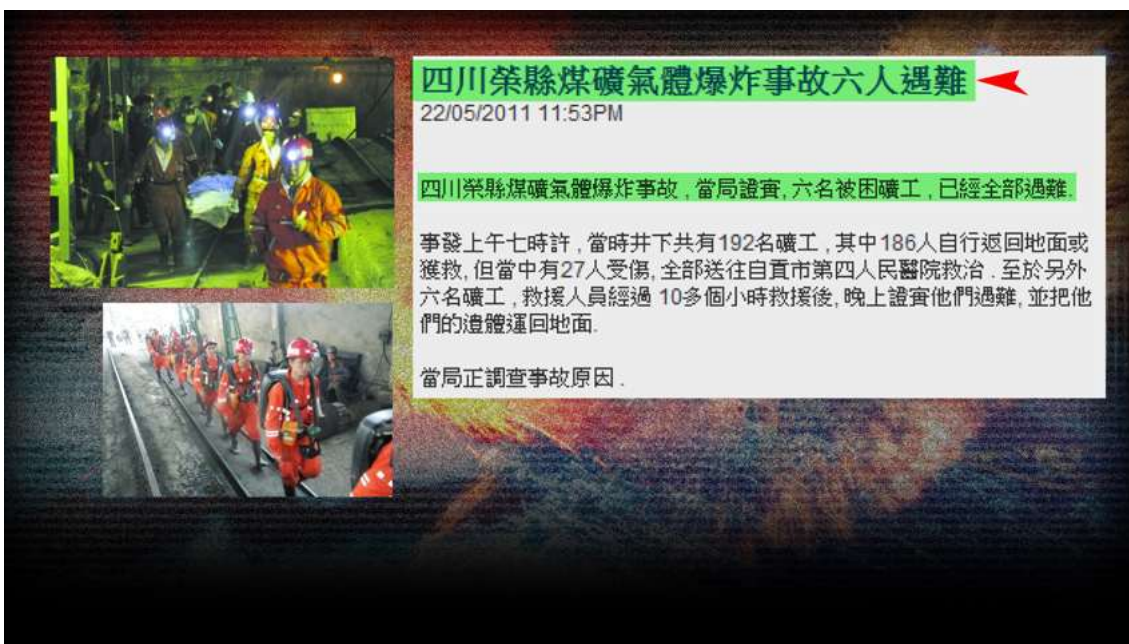 四川榮縣煤礦氣體爆炸事故六人遇難
22/05/2011 11:53PM
四川榮縣煤礦氣體爆炸事故 , 當局證實, 六名被困礦工 , 已經全部遇難.
事發上午七時許 , 當時井下共有192名礦工 , 其中186人自行返回地面或
獲救, 但當中有27人受傷, 全部送往自貢市第四人民醫院救治 . 至於另外
六名礦工 , 救援人員經過 10多個小時救援後, 晚上證實他們遇難, 並把他
們的遺體運回地面.
當局正調查事故原因 .